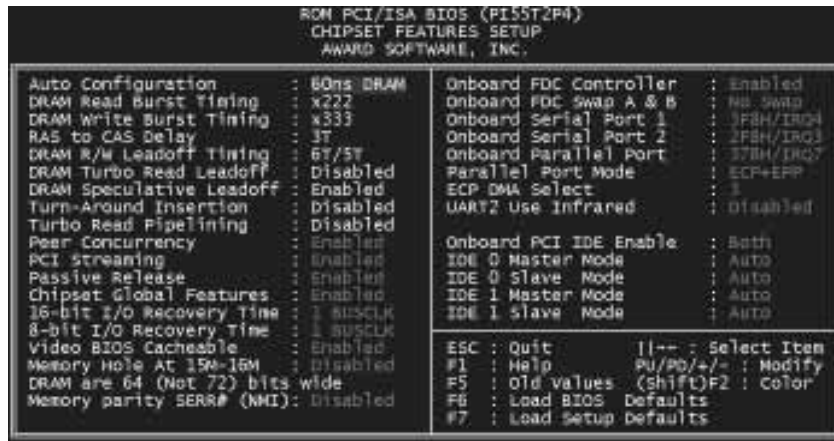 ROM PCI/ISA BIOS (PI55T2P4)
CHIPSET FEATURES SETUP
AWARD SOFTWARE, INC.
Auto Configuration : 60ns DRAM
DRAM Read Burst Timing : x222
DRAM Write Burst Timing : x333
RAS to CAS Delay : 3T
DRAM R/W Leadoff Timing : 6T/5T
DRAM Turbo Read Leadoff : Disabled
DRAM Speculative Leadoff : Enabled
Turn-Around Insertion : Disabled
Turbo Read Pipelining : Disabled
Peer Concurrency : Enabled
PCI Streaming : Enabled
Passive Release : Enabled
Chipset Global Features : Enabled
16-bit I/O Recovery Time : 1 BUSCLK
8-bit I/O Recovery Time : 1 BUSCLK
Video BIOS Cacheable : Enabled
Memory Hole At 15M-16M : Disabled
DRAM are 64 (Not 72) bits wide
Memory parity SERR# (NMI): Disabled
Onboard FDC Controller : Enabled
Onboard FDC Swap A & B : No Swap
Onboard Serial Port 1 : 3F8H/IRQ4
Onboard Serial Port 2 : 2F8H/IRQ3
Onboard Parallel Port : 378H/IRQ7
Parallel Port Mode : ECP+EPP
ECP DMA Select : 3
UART2 Use Infrared : Disabled
Onboard PCI IDE Enable : Both
IDE 0 Master Mode : Auto
IDE 0 Slave Mode : Auto
IDE 1 Master Mode : Auto
IDE 1 Slave Mode : Auto
ESC : Quit : Select Item
F1 : Help PU/PD/+/- : Modify
F5 : Old Values (Shift)F2 : Color
F6 : Load BIOS Defaults
F7 : Load Setup Defaults